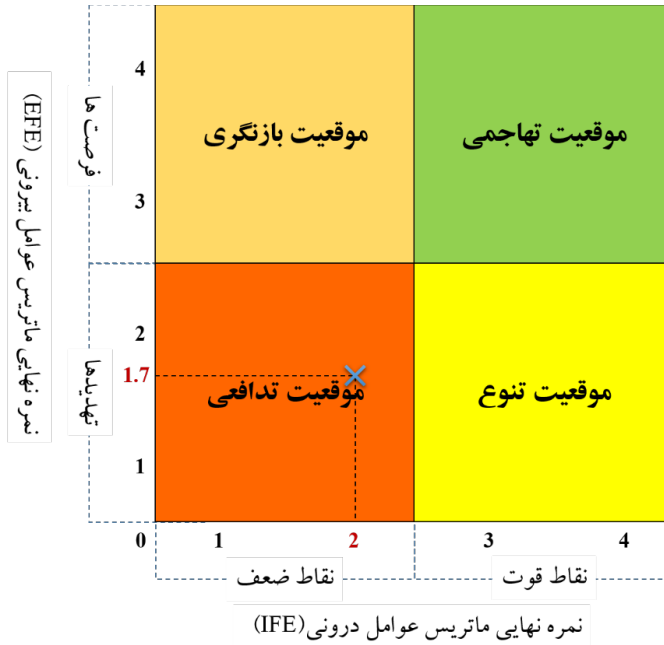 نمره نهایی ماتریس عوامل بیرونی (EFE)
فرصت ها
تهدیدها
4
3
2
1.7
1
0
موقعیت بازنگری
موقعیت تهاجمی
موقعیت تدافعی
موقعیت تنوع
1
2
3
4
نقاط ضعف
نقاط قوت
نمره نهایی ماتریس عوامل درونی(IFE)